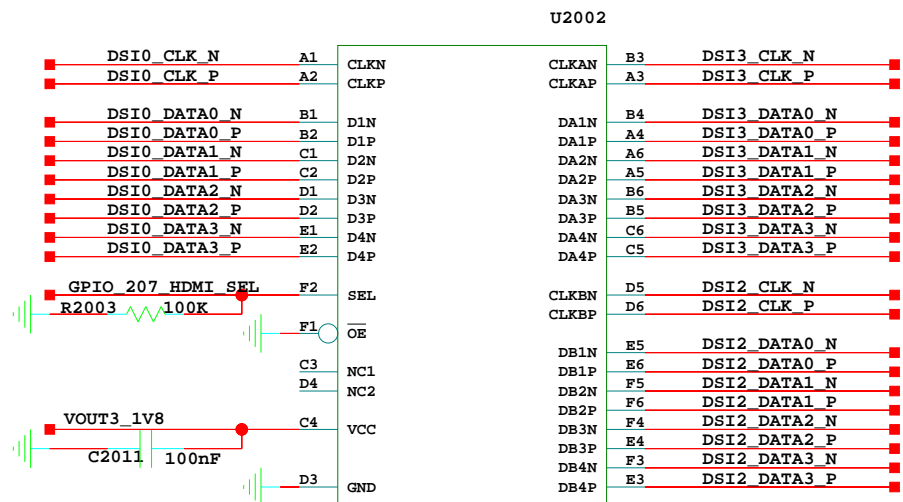 U2002
DSI0_CLK_N A1 CLKN CLKAN B3 DSI3_CLK_N
DSI0_CLK_P A2 CLKP CLKAP A3 DSI3_CLK_P
DSI0_DATA0_N B1 D1N DA1N B4 DSI3_DATA0_N
DSI0_DATA0_P B2 D1P DA1P A4 DSI3_DATA0_P
DSI0_DATA1_N C1 D2N DA2N A6 DSI3_DATA1_N
DSI0_DATA1_P C2 D2P DA2P A5 DSI3_DATA1_P
DSI0_DATA2_N D1 D3N DA3N B6 DSI3_DATA2_N
DSI0_DATA2_P D2 D3P DA3P B5 DSI3_DATA2_P
DSI0_DATA3_N E1 D4N DA4N C6 DSI3_DATA3_N
DSI0_DATA3_P E2 D4P DA4P C5 DSI3_DATA3_P
GPIO_207_HDMI_SEL F2 SEL CLKBN D5 DSI2_CLK_N
R2003 100K CLKBP D6 DSI2_CLK_P
F1 OE
DB1N E5 DSI2_DATA0_N
C3 NC1 DB1P E6 DSI2_DATA0_P
D4 NC2 DB2N F5 DSI2_DATA1_N
DB2P F6 DSI2_DATA1_P
VOUT3_1V8 C4 VCC DB3N F4 DSI2_DATA2_N
C2011 100nF DB3P E4 DSI2_DATA2_P
DB4N F3 DSI2_DATA3_N
D3 GND DB4P E3 DSI2_DATA3_P